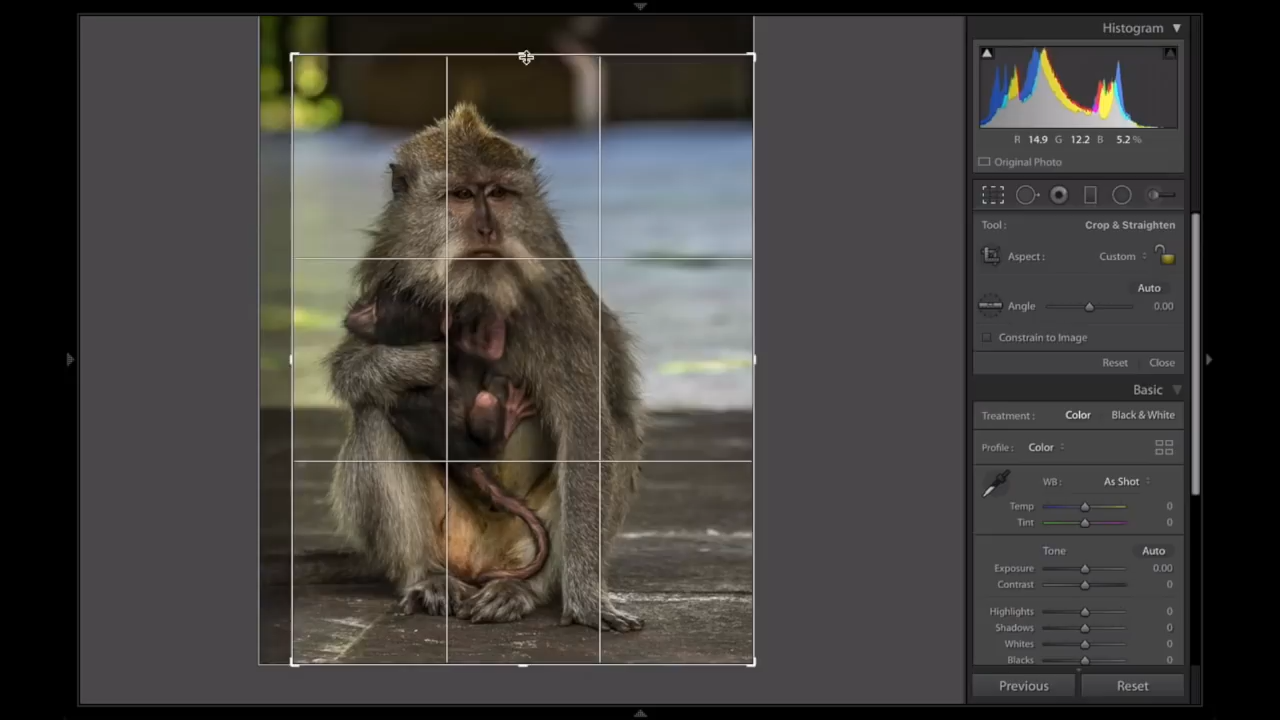 Histogram
R 14.9 G 12.2 B 5.2 %
Original Photo
Tool : Crop & Straighten
Aspect : Custom
Auto
Angle 0.00
Constrain to Image
Reset Close
Basic
Treatment : Color Black & White
Profile : Color
WB : As Shot
Temp 0
Tint 0
Tone Auto
Exposure 0.00
Contrast 0
Highlights 0
Shadows 0
Whites 0
Blacks 0
Previous Reset